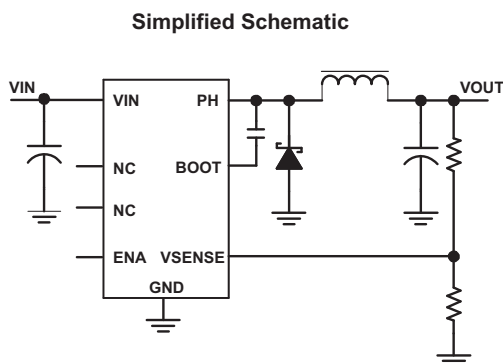 Simplified Schematic
VIN
VOUT
VIN
PH
NC
BOOT
NC
ENA
VSENSE
GND